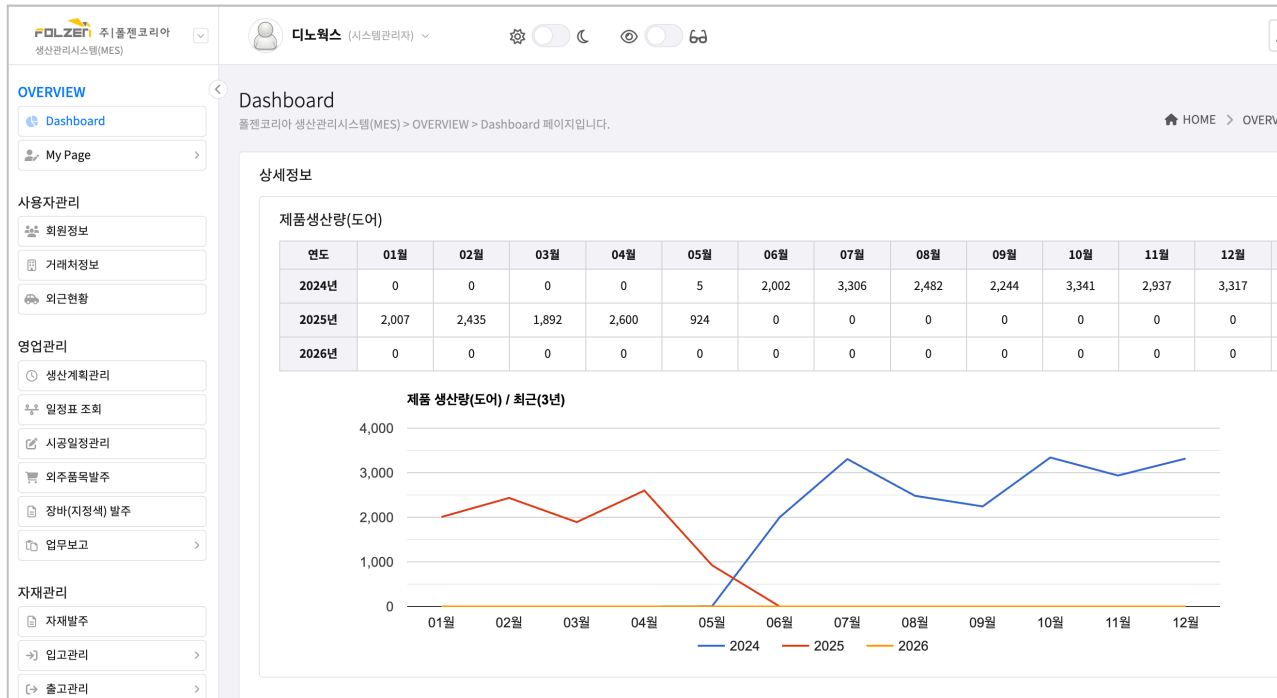 FOLZEN 주|폴젠코리아
생산관리시스템(MES)
디노웍스 (시스템관리자)
OVERVIEW
Dashboard
My Page
사용자관리
회원정보
거래처정보
외근현황
영업관리
생산계획관리
일정표 조회
시공일정관리
외주품목발주
장바(지정색) 발주
업무보고
자재관리
자재발주
입고관리
출고관리
Dashboard
폴젠코리아 생산관리시스템(MES) > OVERVIEW > Dashboard 페이지입니다.
HOME > OVERV
상세정보
제품생산량(도어)
연도 01월 02월 03월 04월 05월 06월 07월 08월 09월 10월 11월 12월
2024년 0 0 0 0 5 2,002 3,306 2,482 2,244 3,341 2,937 3,317
2025년 2,007 2,435 1,892 2,600 924 0 0 0 0 0 0 0
2026년 0 0 0 0 0 0 0 0 0 0 0 0
제품 생산량(도어) / 최근(3년)
4,000
3,000
2,000
1,000
0
01월 02월 03월 04월 05월 06월 07월 08월 09월 10월 11월 12월
2024 2025 2026